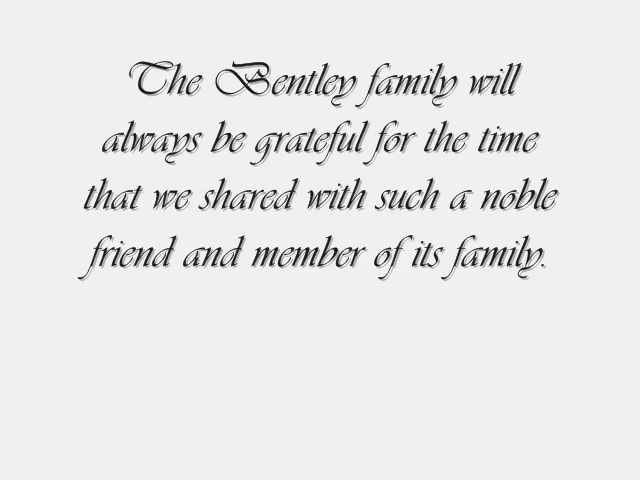 The Bentley family will
always be grateful for the time
that we shared with such a noble
friend and member of its family.